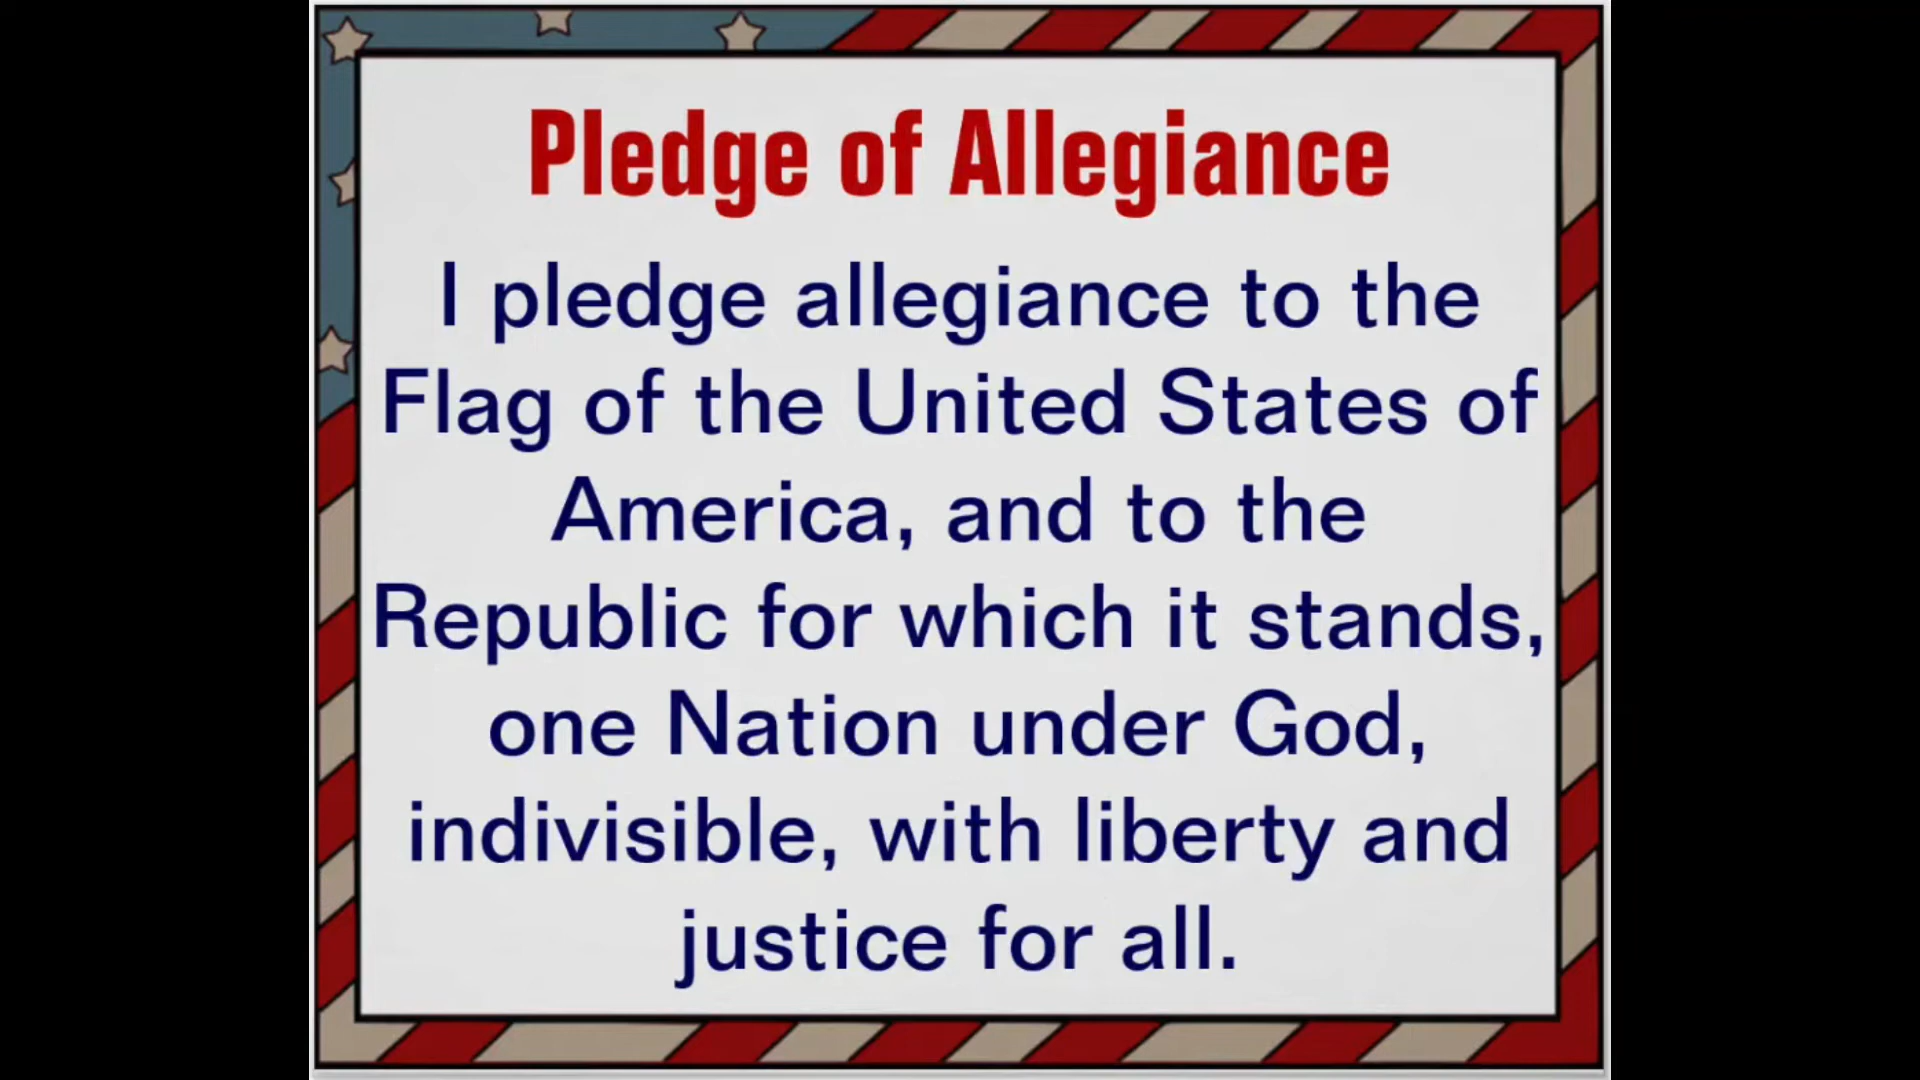 Pledge of Allegiance
I pledge allegiance to the
Flag of the United States of
America, and to the
Republic for which it stands,
one Nation under God,
indivisible, with liberty and
justice for all.